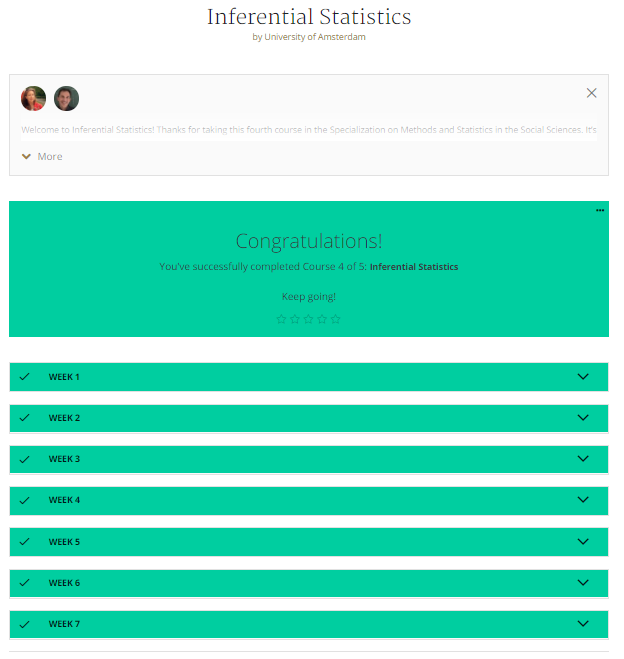 Inferential Statistics
by University of Amsterdam
Welcome to Inferential Statistics! Thanks for taking this fourth course in the Specialization on Methods and Statistics in the Social Sciences. It's
More
Congratulations!
You've successfully completed Course 4 of 5: Inferential Statistics
Keep going!
WEEK 1
WEEK 2
WEEK 3
WEEK 4
WEEK 5
WEEK 6
WEEK 7